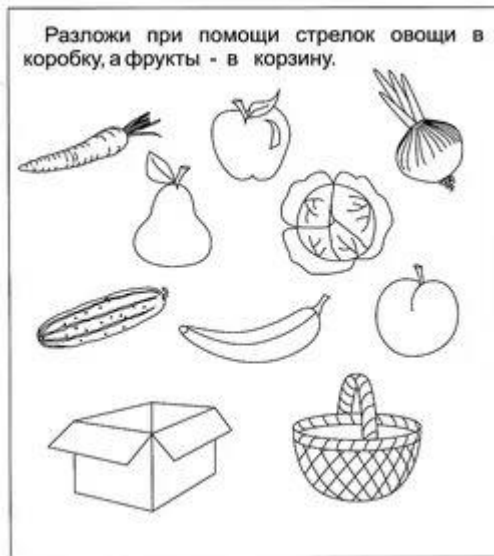 Разложи при помощи стрелок овощи в
коробку, а фрукты - в корзину.